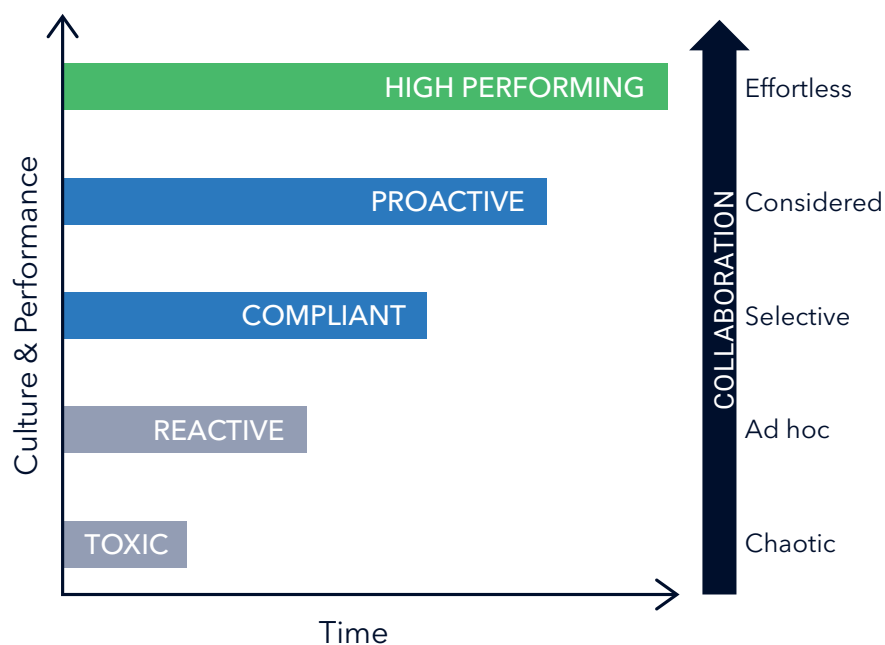 Culture & Performance
HIGH PERFORMING
PROACTIVE
COMPLIANT
REACTIVE
TOXIC
Time
COLLABORATION
Effortless
Considered
Selective
Ad hoc
Chaotic